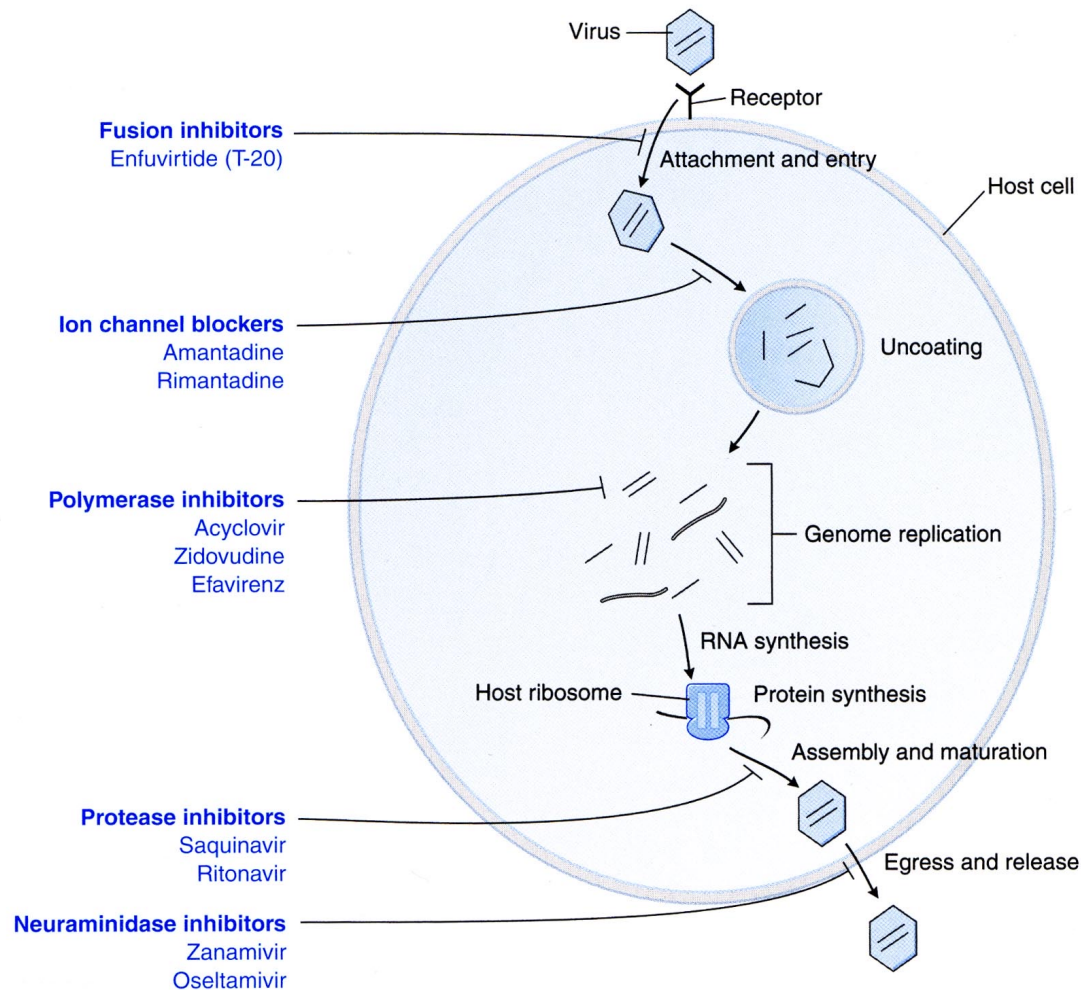 Virus
Receptor
Fusion inhibitors
Enfuvirtide (T-20)
Attachment and entry
Host cell
Ion channel blockers
Amantadine
Rimantadine
Uncoating
Polymerase inhibitors
Acyclovir
Zidovudine
Efavirenz
Genome replication
RNA synthesis
Host ribosome
Protein synthesis
Assembly and maturation
Protease inhibitors
Saquinavir
Ritonavir
Egress and release
Neuraminidase inhibitors
Zanamivir
Oseltamivir